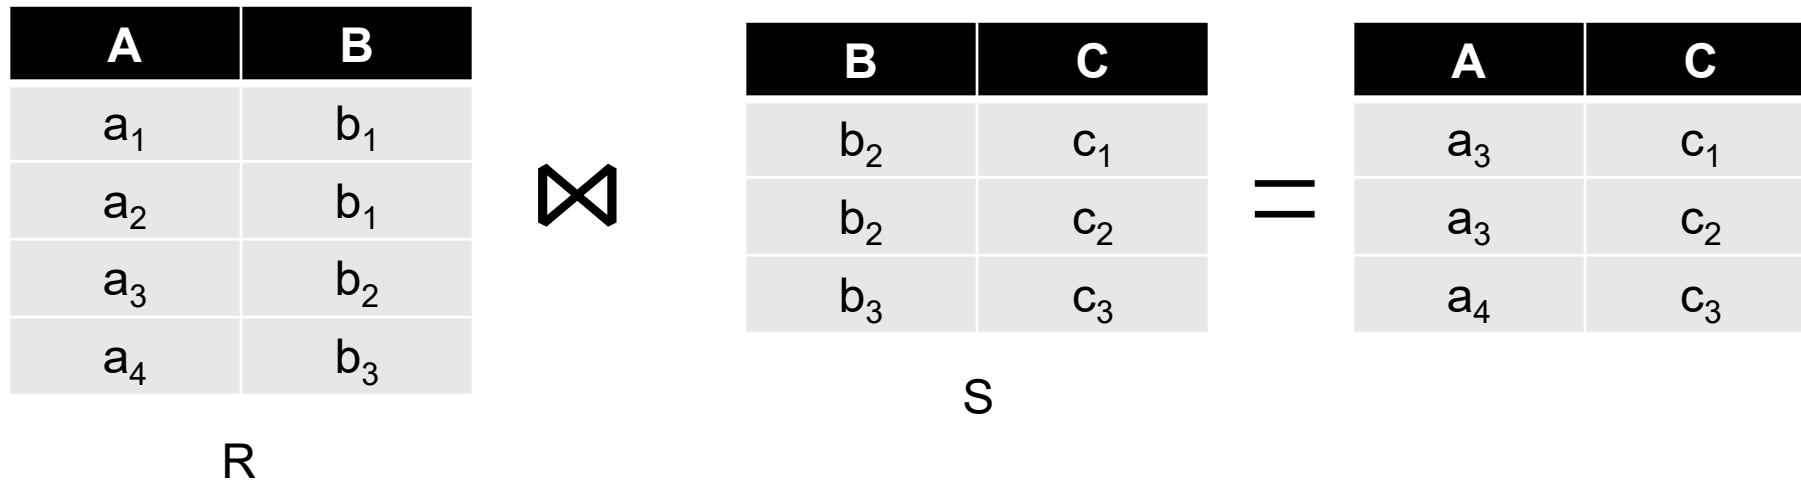 A B
a₁ b₁
a₂ b₁
a₃ b₂
a₄ b₃
R
⋈
B C
b₂ c₁
b₂ c₂
b₃ c₃
S
=
A C
a₃ c₁
a₃ c₂
a₄ c₃